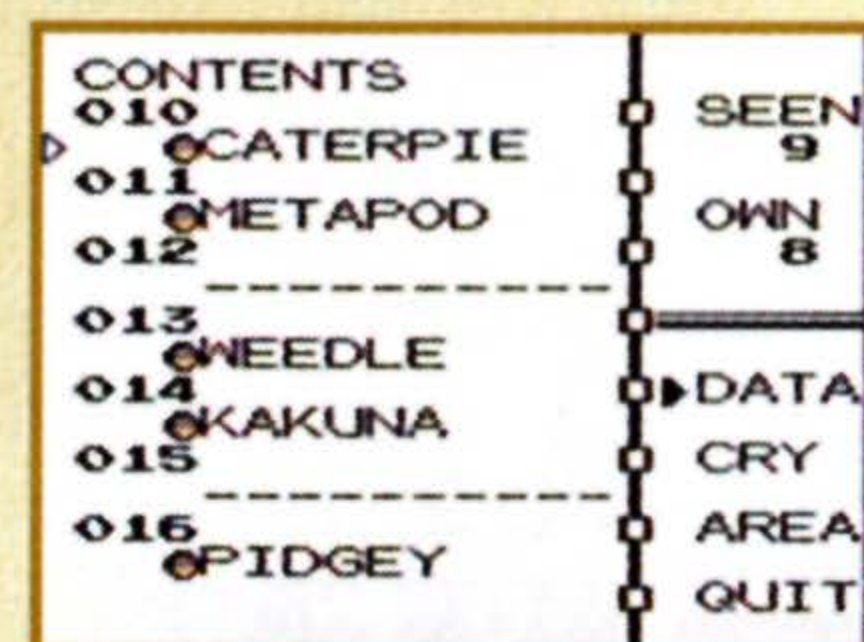 CONTENTS
010
CATERPIE
011
METAPOD
012
----------
013
WEEDLE
014
KAKUNA
015
----------
016
PIDGEY
SEEN
9
OWN
8
DATA
CRY
AREA
QUIT